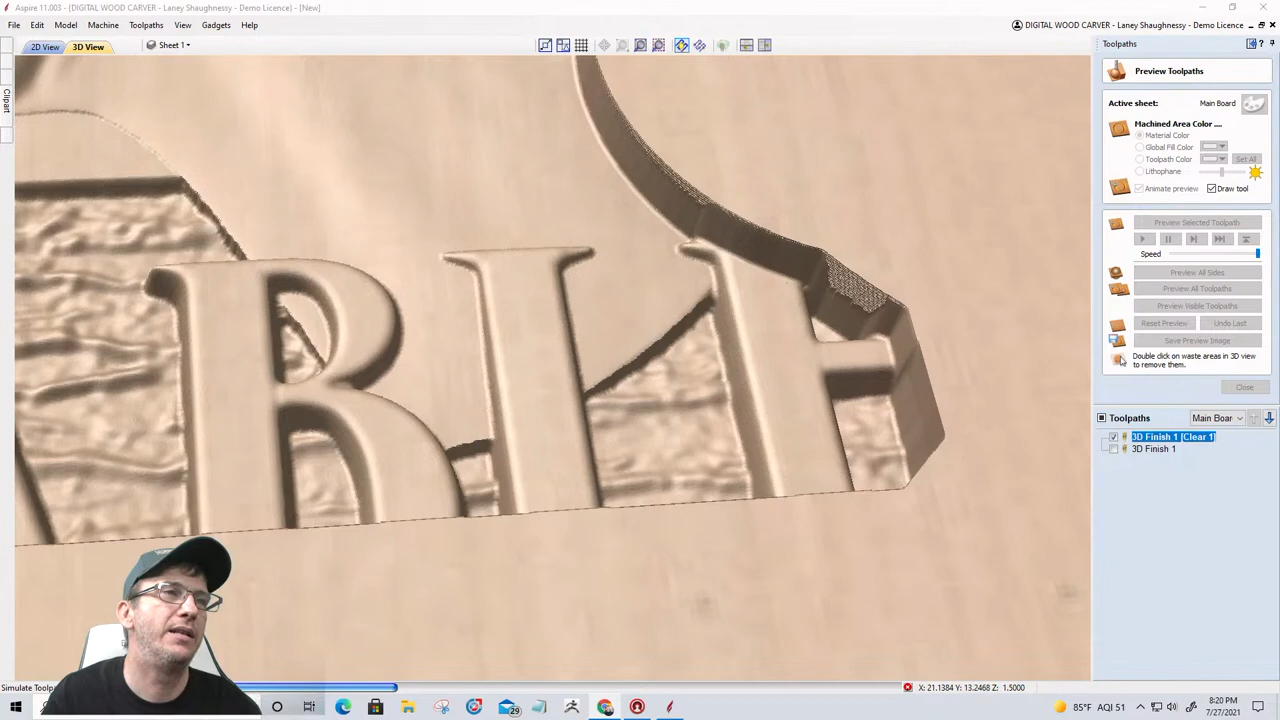 Aspire 11.003 - (DIGITAL WOOD CARVER - Laney Shaughnessy - Demo Licence) - [New]
File Edit Model Machine Toolpaths View Gadgets Help
DIGITAL WOOD CARVER - Laney Shaughnessy - Demo Licence
2D View 3D View Sheet 1
Toolpaths
Clipart
Preview Toolpaths
Active sheet: Main Board
Machined Area Color ....
Material Color
Global Fill Color
Toolpath Color Set All
Lithophane
Animate preview Draw tool
Preview Selected Toolpath
Speed
Preview All Sides
Preview All Toolpaths
Preview Visible Toolpaths
Reset Preview Undo Last
Save Preview Image
Double click on waste areas in 3D view
to remove them.
Close
Toolpaths Main Boar
3D Finish 1 [Clear 1]
3D Finish 1
BIF
Simulate Toolp
X: 21.1384 Y: 13.2468 Z: 1.5000
29
85°F AQI 51
8:20 PM
7/27/2021